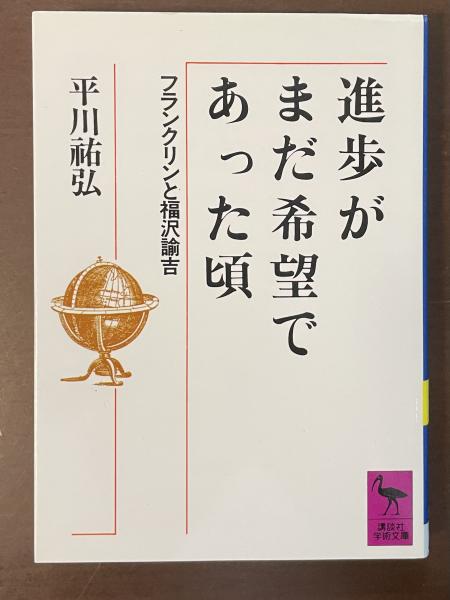 進歩が
まだ希望で
あった頃
フランクリンと福沢諭吉
平川祐弘
講談社
学術文庫